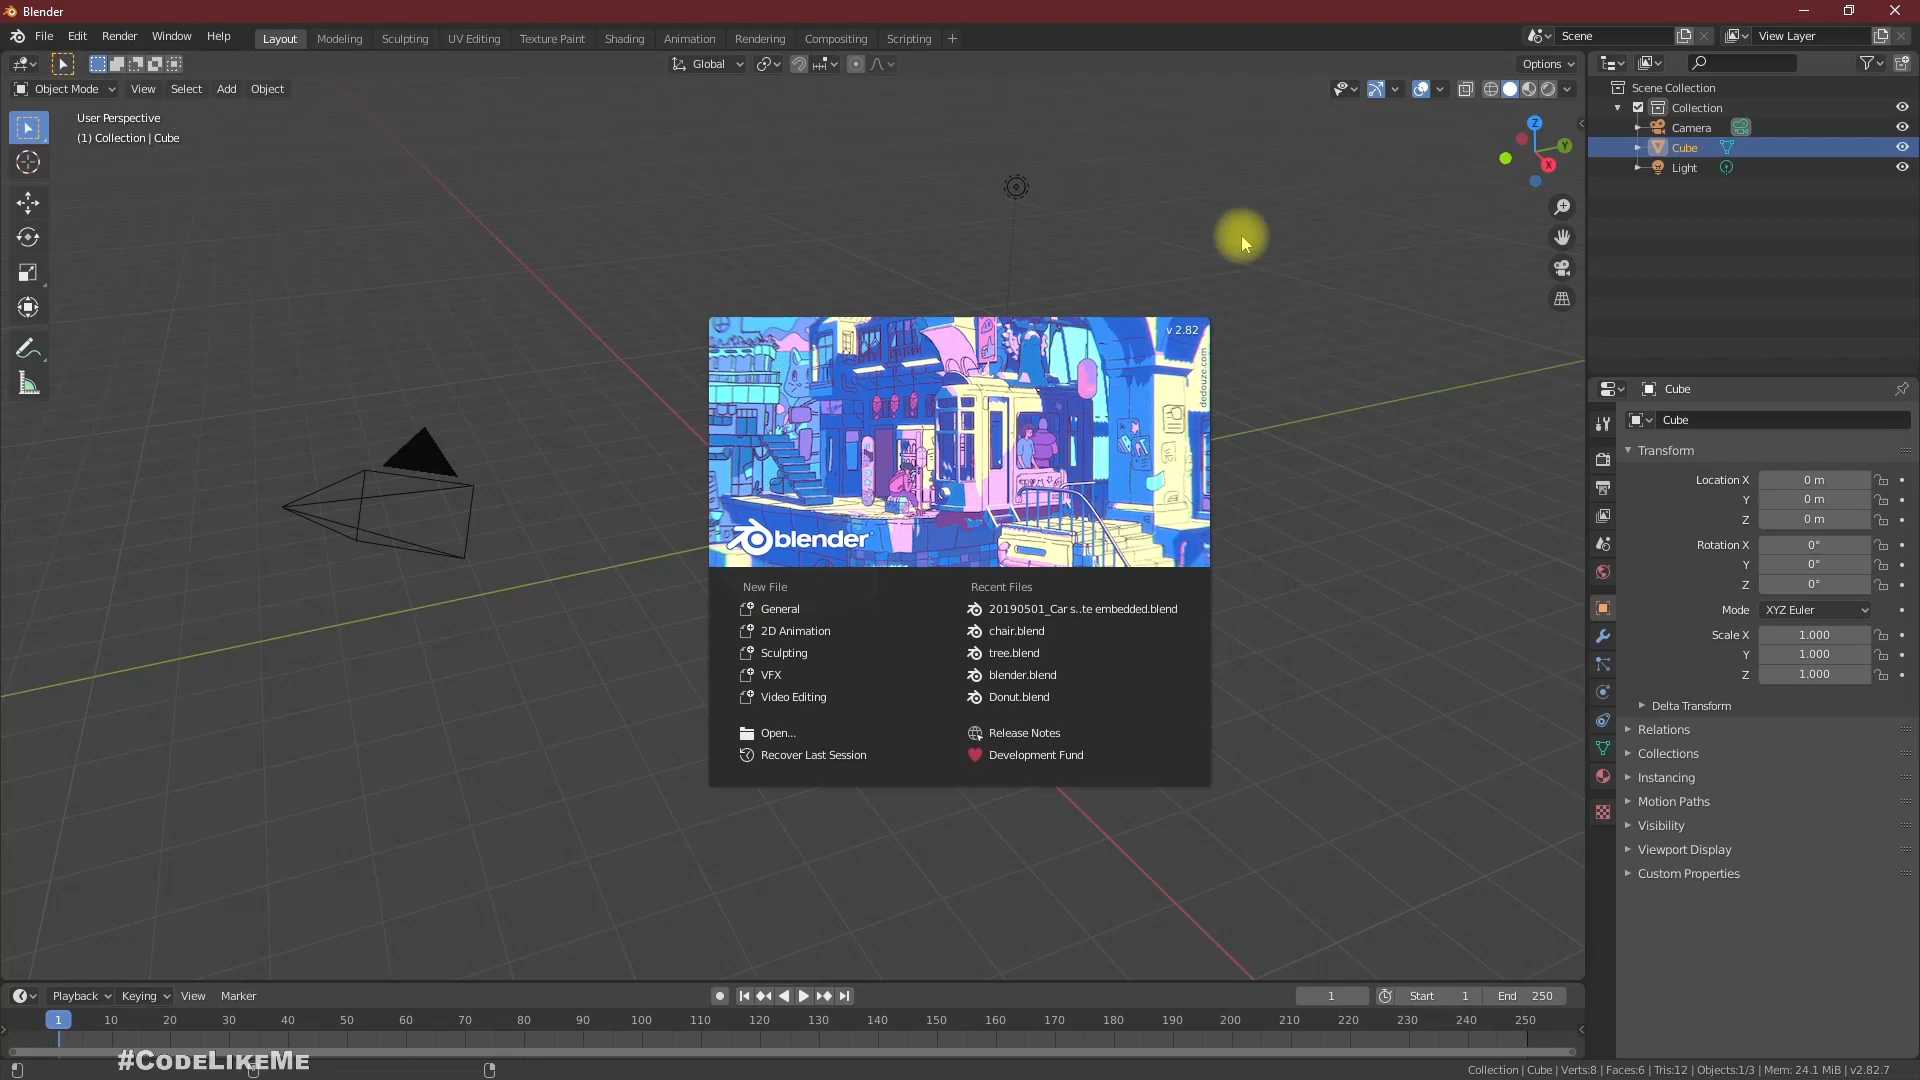 Blender
File Edit Render Window Help Layout Modeling Sculpting UV Editing Texture Paint Shading Animation Rendering Compositing Scripting + Scene View Layer
Global Options
Object Mode View Select Add Object
User Perspective
(1) Collection | Cube
Z
Y
X
Scene Collection
Collection
Camera
Cube
Light
v 2.82
dedouze.com
blender
New File
General
2D Animation
Sculpting
VFX
Video Editing
Open...
Recover Last Session
Recent Files
20190501_Car s..te embedded.blend
chair.blend
tree.blend
blender.blend
Donut.blend
Release Notes
Development Fund
Cube
Cube
Transform
Location X 0 m
Y 0 m
Z 0 m
Rotation X 0°
Y 0°
Z 0°
Mode XYZ Euler
Scale X 1.000
Y 1.000
Z 1.000
Delta Transform
Relations
Collections
Instancing
Motion Paths
Visibility
Viewport Display
Custom Properties
Playback Keying View Marker 1 Start 1 End 250
1 10 20 30 40 50 60 70 80 90 100 110 120 130 140 150 160 170 180 190 200 210 220 230 240 250
#CodeLikeMe
Collection | Cube | Verts:8 | Faces:6 | Tris:12 | Objects:1/3 | Mem: 24.1 MiB | v2.82.7